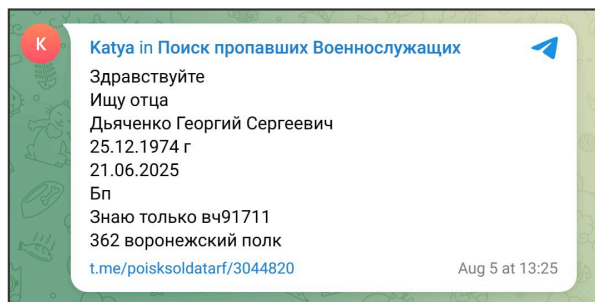 K
Katya in Поиск пропавших Военнослужащих
Здравствуйте
Ищу отца
Дьяченко Георгий Сергеевич
25.12.1974 г
21.06.2025
Бп
Знаю только вч91711
362 воронежский полк
t.me/poisksoldatarf/3044820 Aug 5 at 13:25